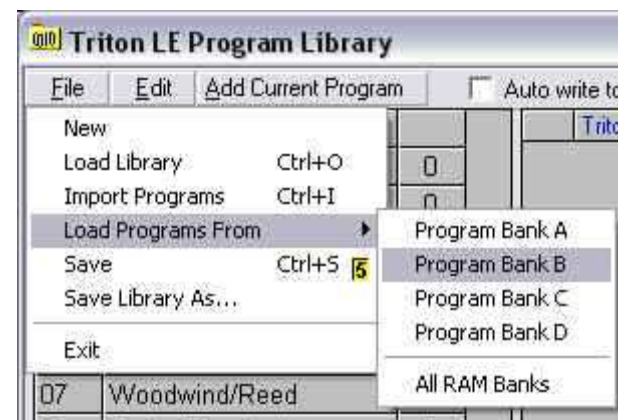 Triton LE Program Library
File Edit Add Current Program Auto write to
New
Load Library Ctrl+O 0
Import Programs Ctrl+I 0
Load Programs From
Save Ctrl+S 5
Save Library As...
Exit
Program Bank A
Program Bank B
Program Bank C
Program Bank D
All RAM Banks
07 Woodwind/Reed